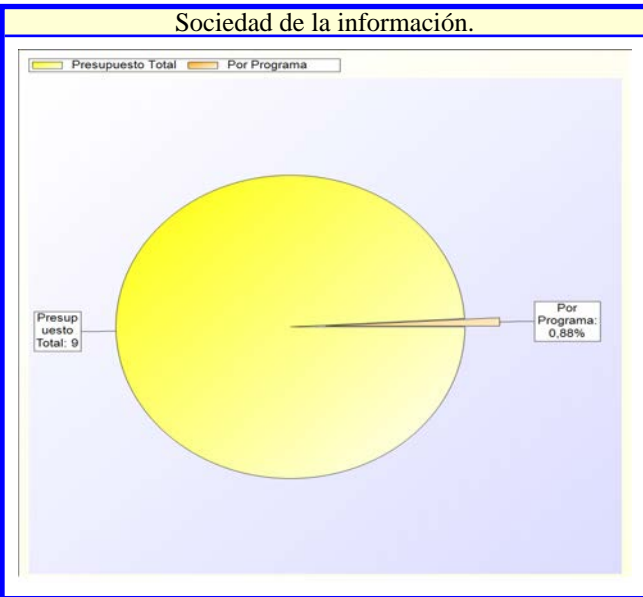 Sociedad de la información.
Presupuesto Total Por Programa
Presup
uesto
Total: 9
Por
Programa:
0,88%